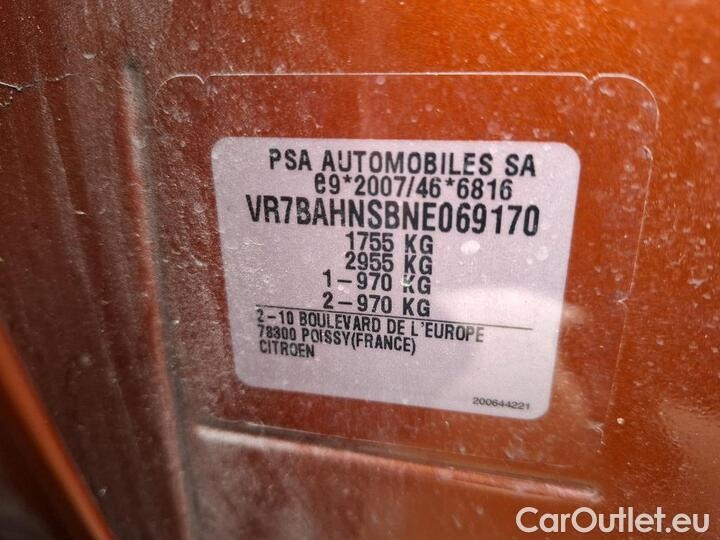 PSA AUTOMOBILES SA
e9*2007/46*6816
VR7BAHNSBNE069170
1755 KG
2955 KG
1-970 KG
2-970 KG
2-10 BOULEVARD DE L'EUROPE
78300 POISSY(FRANCE)
CITROEN
200644221
CarOutlet.eu